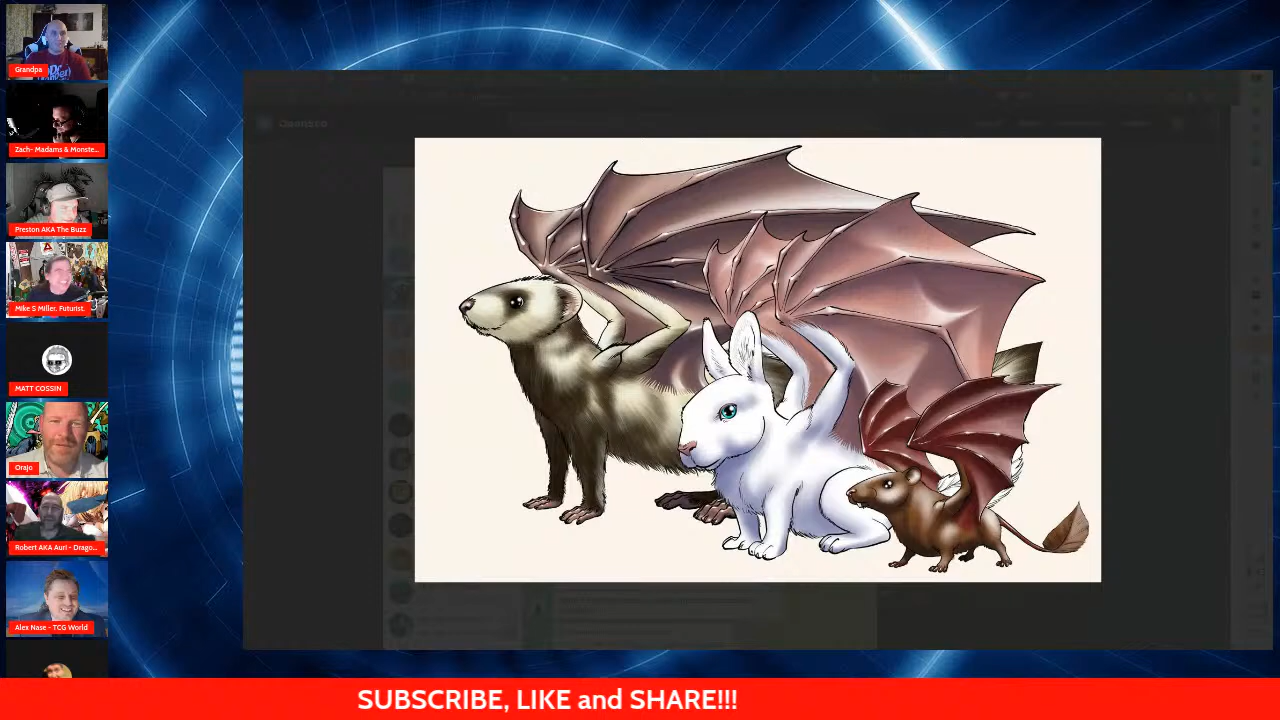 Grandpa
Zach- Madams & Monste...
Preston AKA The Buzz
Mike S Miller. Futurist.
MATT COSSIN
Orajo
Robert AKA Auri - Drago...
Alex Nase - TCG World
SUBSCRIBE, LIKE and SHARE!!!